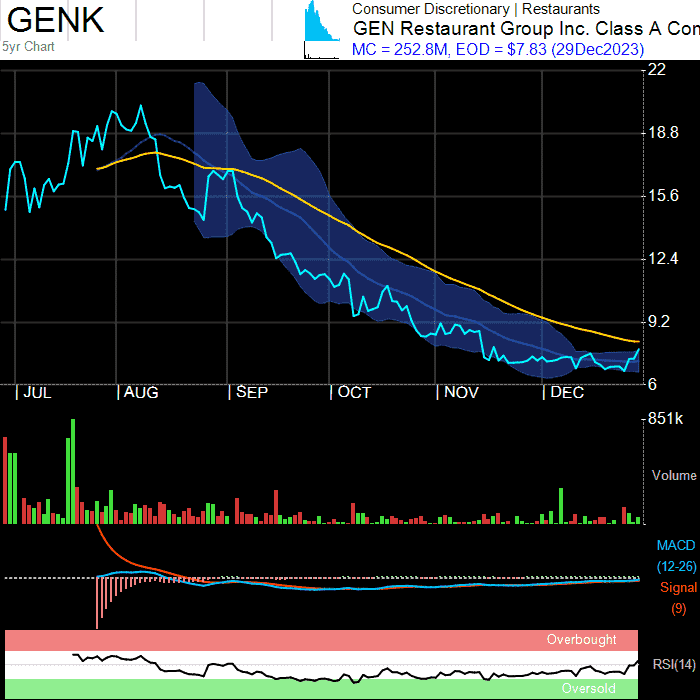 GENK
5yr Chart
Consumer Discretionary | Restaurants
GEN Restaurant Group Inc. Class A Con
MC = 252.8M, EOD = $7.83 (29Dec2023)
22
18.8
15.6
12.4
9.2
6
| JUL | AUG | SEP | OCT | NOV | DEC
851k
Volume
MACD
(12-26)
Signal
(9)
Overbought
RSI(14)
Oversold